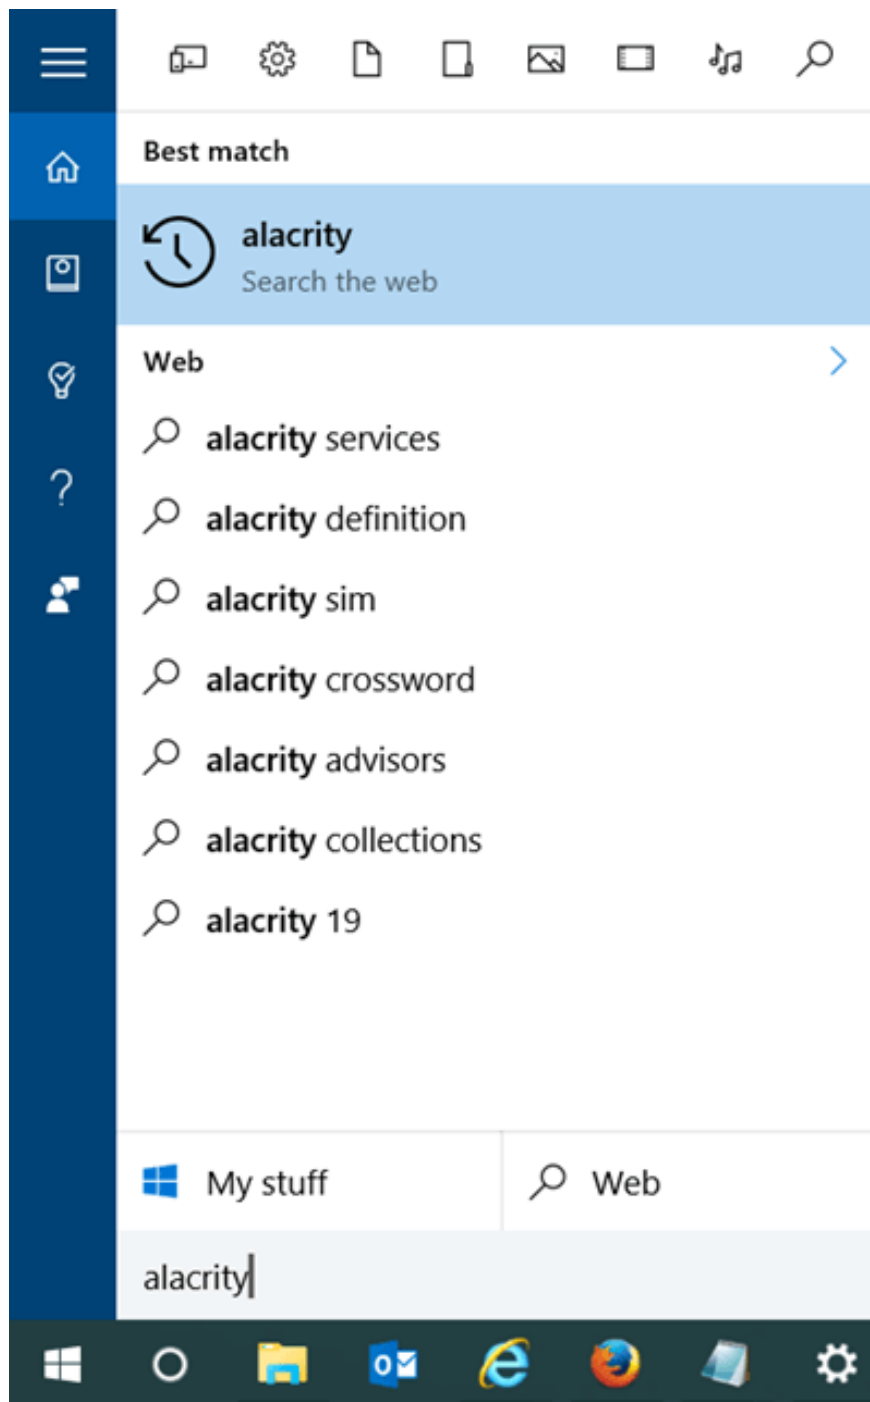 Best match
alacrity
Search the web
Web
alacrity services
alacrity definition
alacrity sim
alacrity crossword
alacrity advisors
alacrity collections
alacrity 19
My stuff
Web
alacrity